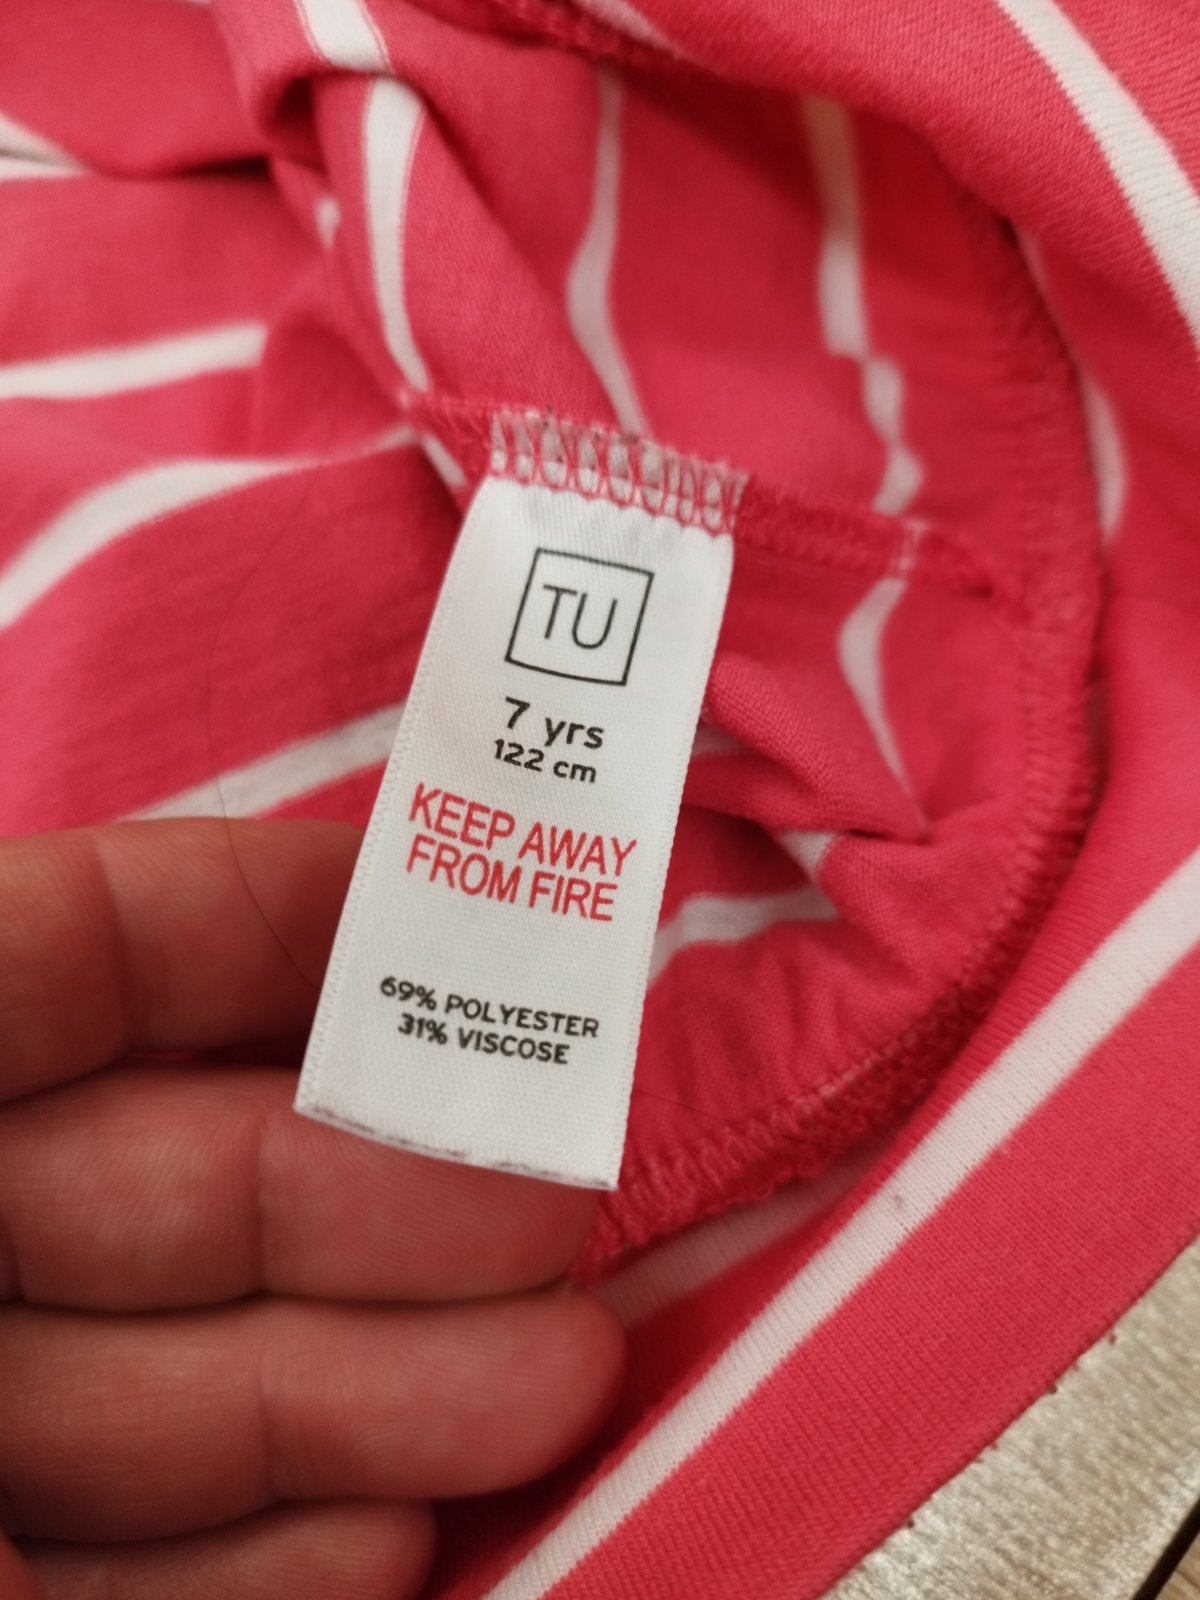 TU
7 yrs
122 cm
KEEP AWAY
FROM FIRE
69% POLYESTER
31% VISCOSE